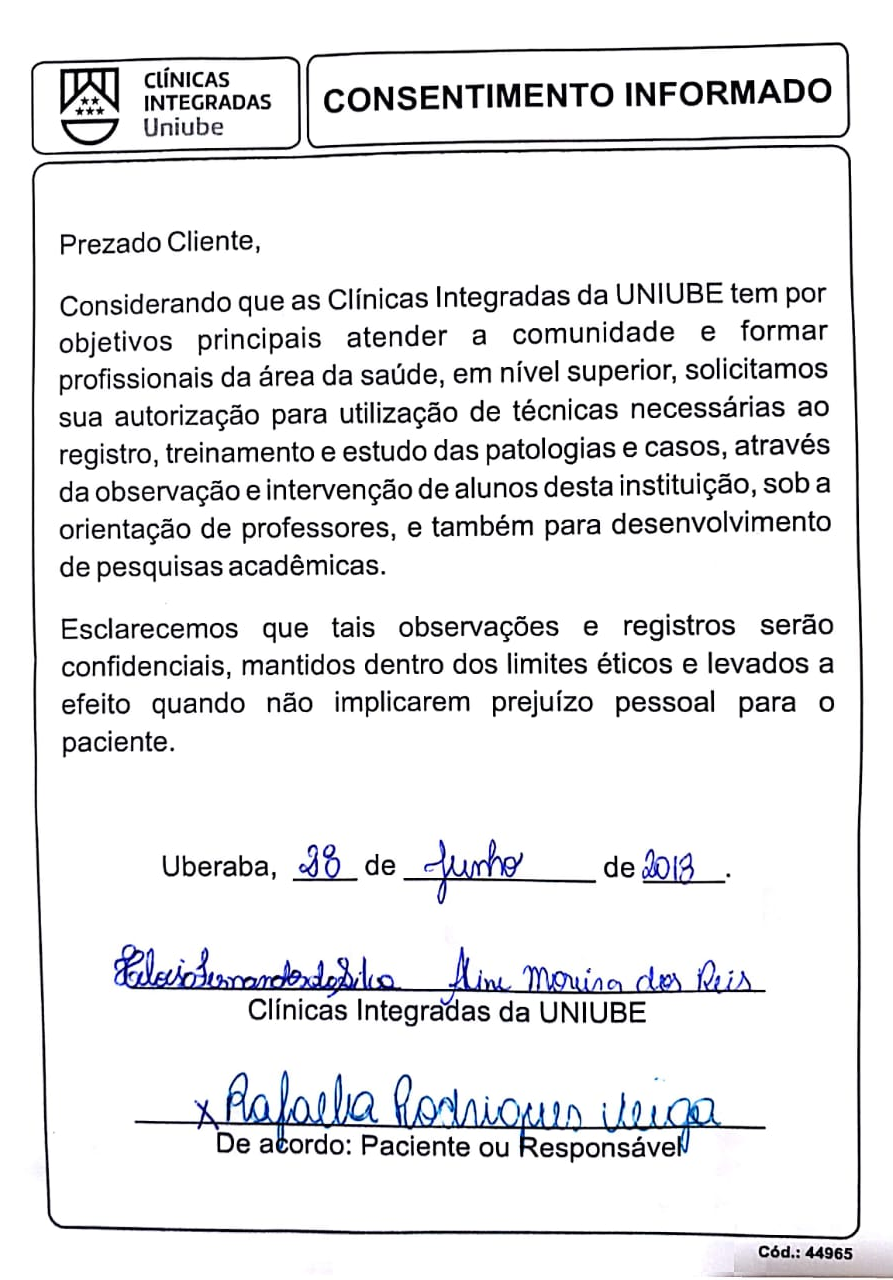 CLÍNICAS
INTEGRADAS
Uniube
CONSENTIMENTO INFORMADO
Prezado Cliente,
Considerando que as Clínicas Integradas da UNIUBE tem por
objetivos principais atender a comunidade e formar
profissionais da área da saúde, em nível superior, solicitamos
sua autorização para utilização de técnicas necessárias ao
registro, treinamento e estudo das patologias e casos, através
da observação e intervenção de alunos desta instituição, sob a
orientação de professores, e também para desenvolvimento
de pesquisas acadêmicas.
Esclarecemos que tais observações e registros serão
confidenciais, mantidos dentro dos limites éticos e levados a
efeito quando não implicarem prejuízo pessoal para o
paciente.
Uberaba, de Junho de
Fernandes da Silva Aline Moreira dos Reis
Clínicas Integradas da UNIUBE
x Rafaella Rodrigues Veiga
De acordo: Paciente ou Responsável
Cód.: 44965